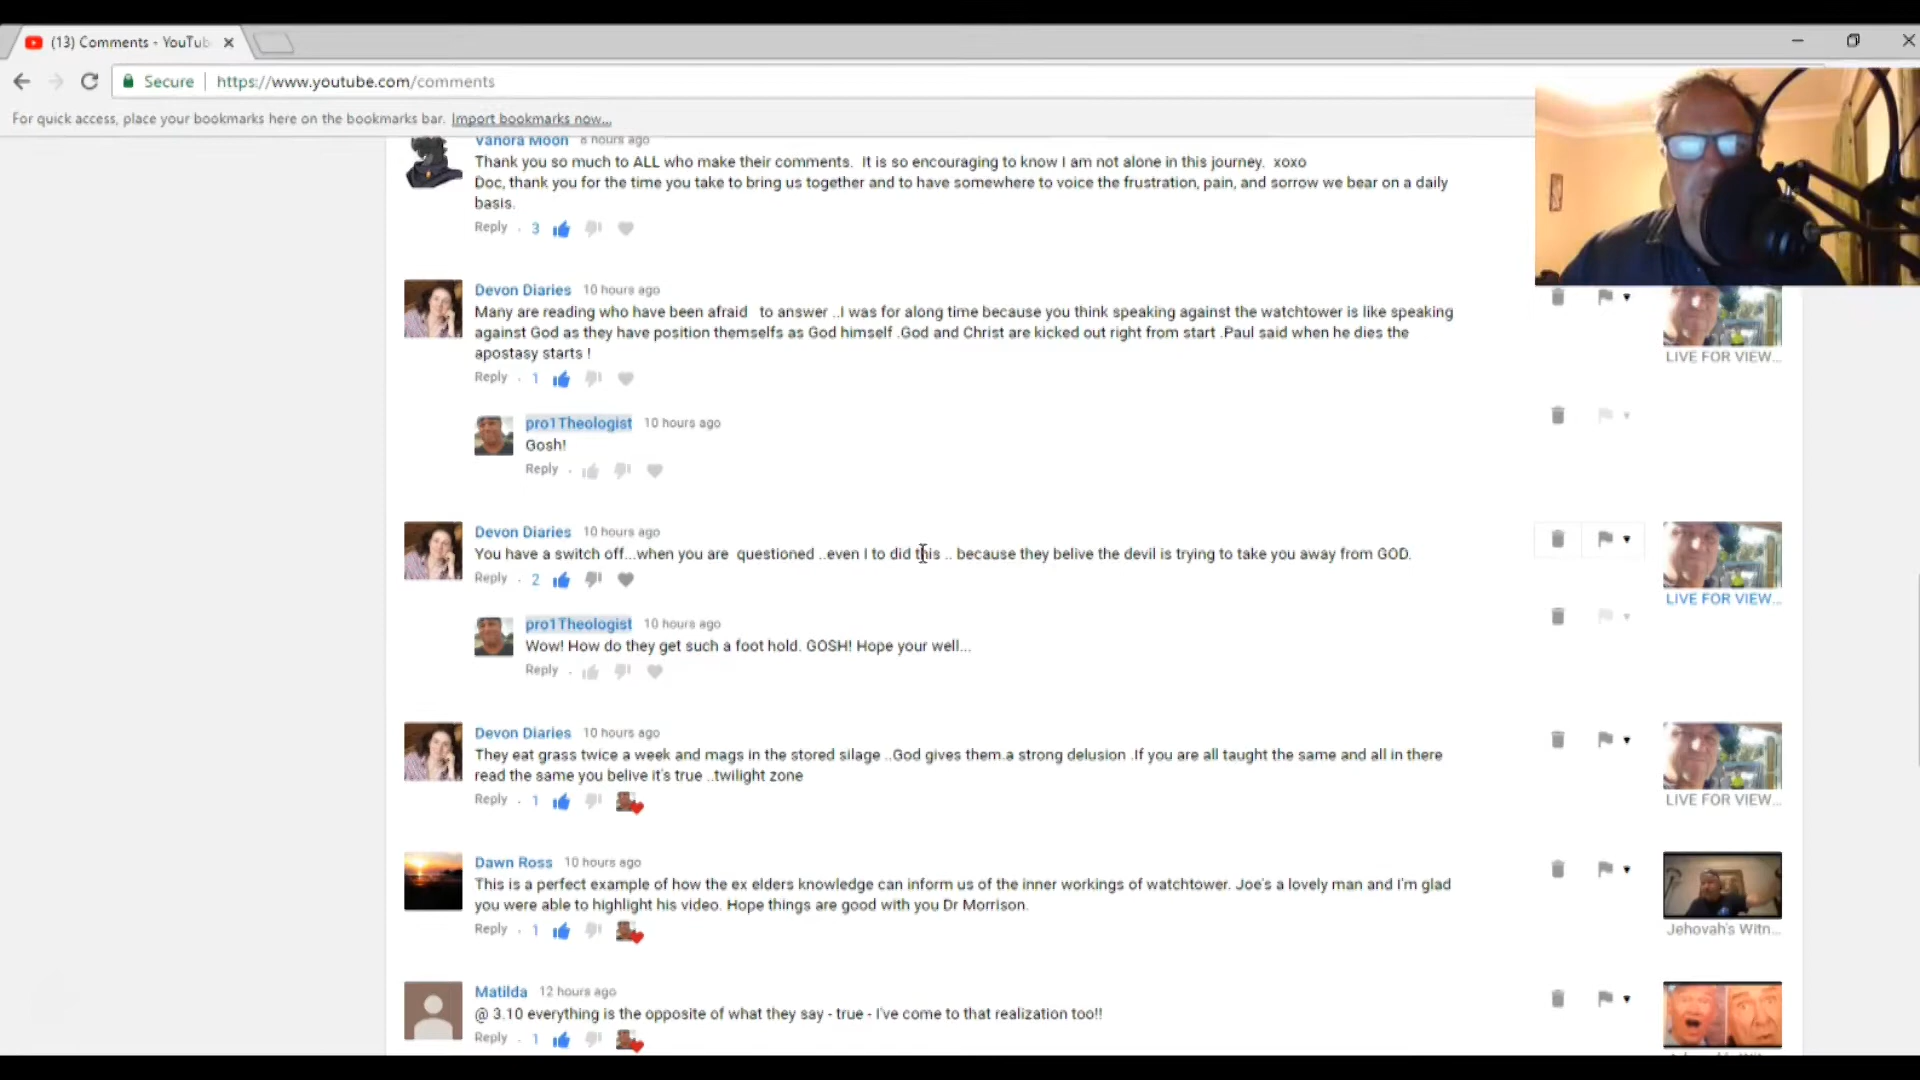 (13) Comments - YouTub
Secure https://www.youtube.com/comments
For quick access, place your bookmarks here on the bookmarks bar. Import bookmarks now...
Vanora Moon 8 hours ago
Thank you so much to ALL who make their comments. It is so encouraging to know I am not alone in this journey. xoxo
Doc, thank you for the time you take to bring us together and to have somewhere to voice the frustration, pain, and sorrow we bear on a daily
basis.
Reply . 3
Devon Diaries 10 hours ago
Many are reading who have been afraid to answer ..I was for along time because you think speaking against the watchtower is like speaking
against God as they have position themselfs as God himself .God and Christ are kicked out right from start .Paul said when he dies the
apostasy starts !
LIVE FOR VIEW...
Reply . 1
pro1Theologist 10 hours ago
Gosh!
Reply .
Devon Diaries 10 hours ago
You have a switch off...when you are questioned ..even I to did this .. because they belive the devil is trying to take you away from GOD.
Reply . 2
LIVE FOR VIEW...
pro1Theologist 10 hours ago
Wow! How do they get such a foot hold. GOSH! Hope your well...
Reply .
Devon Diaries 10 hours ago
They eat grass twice a week and mags in the stored silage ..God gives them a strong delusion .If you are all taught the same and all in there
read the same you belive it's true ..twilight zone
Reply . 1
LIVE FOR VIEW...
Dawn Ross 10 hours ago
This is a perfect example of how the ex elders knowledge can inform us of the inner workings of watchtower. Joe's a lovely man and I'm glad
you were able to highlight his video. Hope things are good with you Dr Morrison.
Reply . 1
Jehovah's Witn...
Matilda 12 hours ago
@ 3.10 everything is the opposite of what they say - true - I've come to that realization too!!
Reply . 1